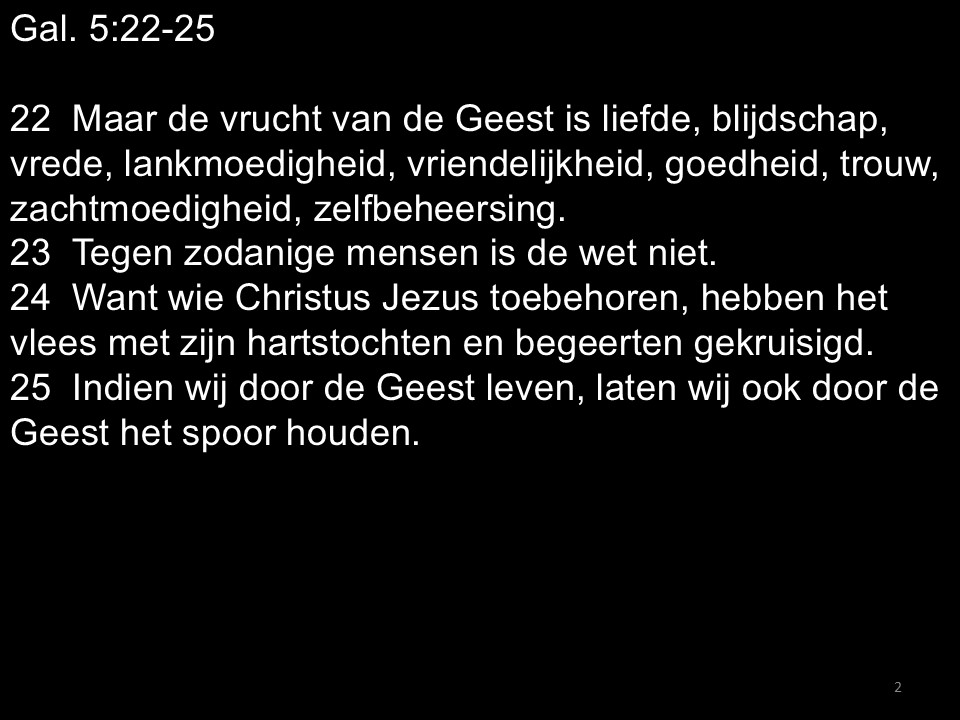 Gal. 5:22-25
22  Maar de vrucht van de Geest is liefde, blijdschap,
vrede, lankmoedigheid, vriendelijkheid, goedheid, trouw,
zachtmoedigheid, zelfbeheersing.
23  Tegen zodanige mensen is de wet niet.
24  Want wie Christus Jezus toebehoren, hebben het
vlees met zijn hartstochten en begeerten gekruisigd.
25  Indien wij door de Geest leven, laten wij ook door de
Geest het spoor houden.
2